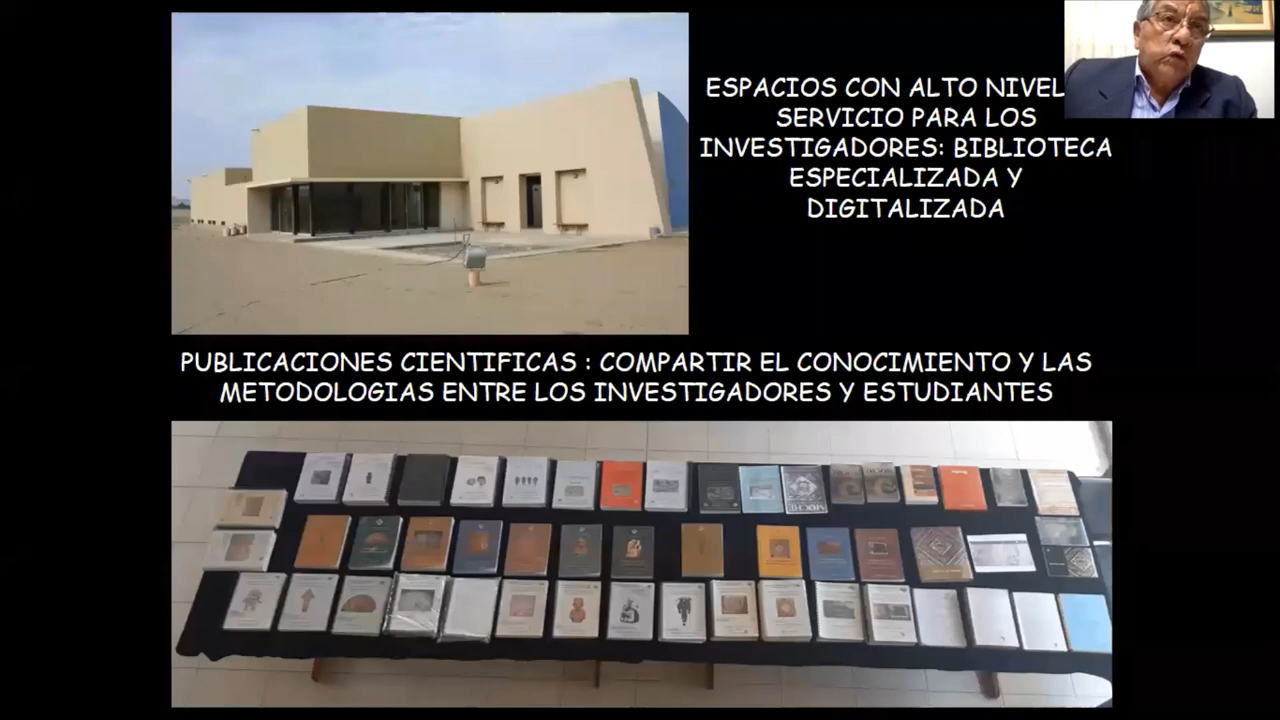 ESPACIOS CON ALTO NIVEL
SERVICIO PARA LOS
INVESTIGADORES: BIBLIOTECA
ESPECIALIZADA Y
DIGITALIZADA
PUBLICACIONES CIENTIFICAS : COMPARTIR EL CONOCIMIENTO Y LAS
METODOLOGIAS ENTRE LOS INVESTIGADORES Y ESTUDIANTES
MOCHE